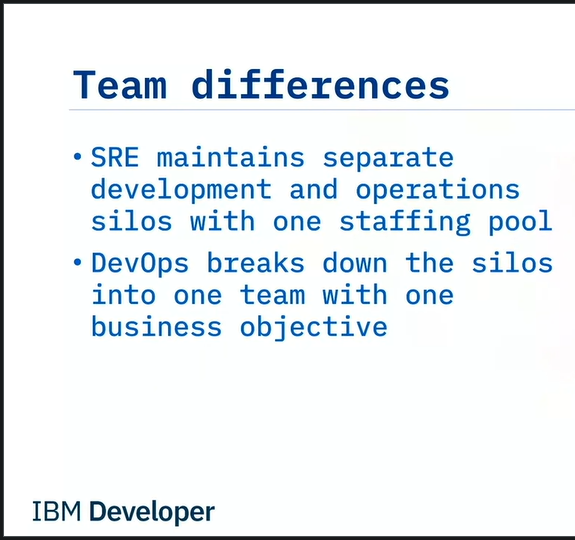 Team differences
• SRE maintains separate
development and operations
silos with one staffing pool
• DevOps breaks down the silos
into one team with one
business objective
IBM Developer